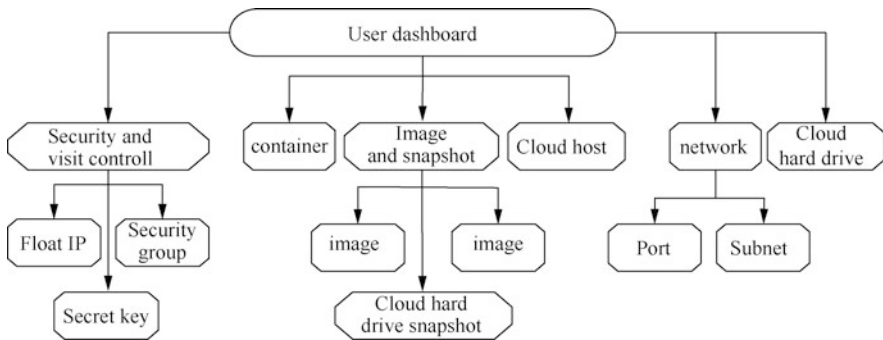 User dashboard
Security and
visit controll
container
Image
and snapshot
Cloud host
network
Cloud
hard drive
Float IP
Security
group
image
image
Port
Subnet
Secret key
Cloud hard
drive snapshot